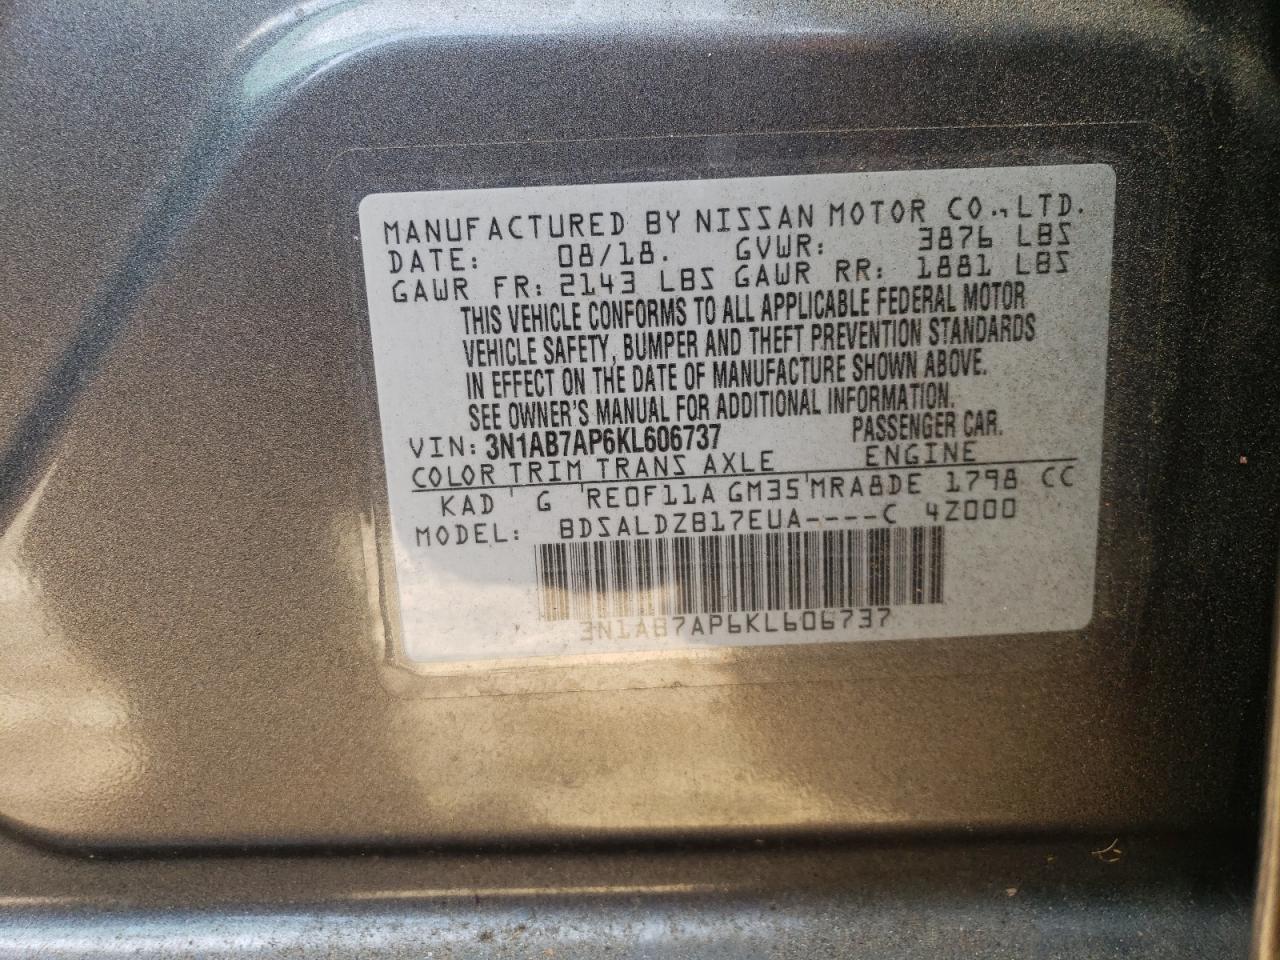 MANUFACTURED BY NISSAN MOTOR CO., LTD.
DATE: 08/18. GVWR: 3876 LBS
GAWR FR: 2143 LBS GAWR RR: 1881 LBS
THIS VEHICLE CONFORMS TO ALL APPLICABLE FEDERAL MOTOR
VEHICLE SAFETY, BUMPER AND THEFT PREVENTION STANDARDS
IN EFFECT ON THE DATE OF MANUFACTURE SHOWN ABOVE.
SEE OWNER'S MANUAL FOR ADDITIONAL INFORMATION.
VIN: 3N1AB7AP6KL606737 PASSENGER CAR.
COLOR TRIM TRANS AXLE ENGINE
KAD G RE0F11A GM35 MRA8DE 1798 CC
MODEL: BDSALDZB17EUA----C 4Z000
3N1AB7AP6KL606737